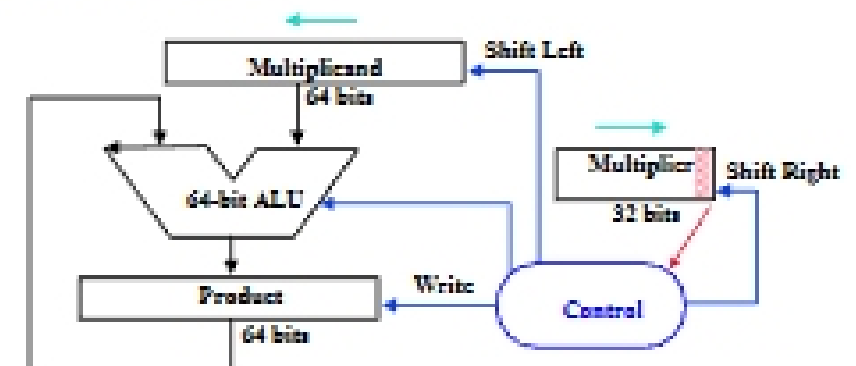 Shift Left
Multiplicand
64 bits
Multiplier
Shift Right
64-bit ALU
32 bits
Write
Product
Control
64 bits